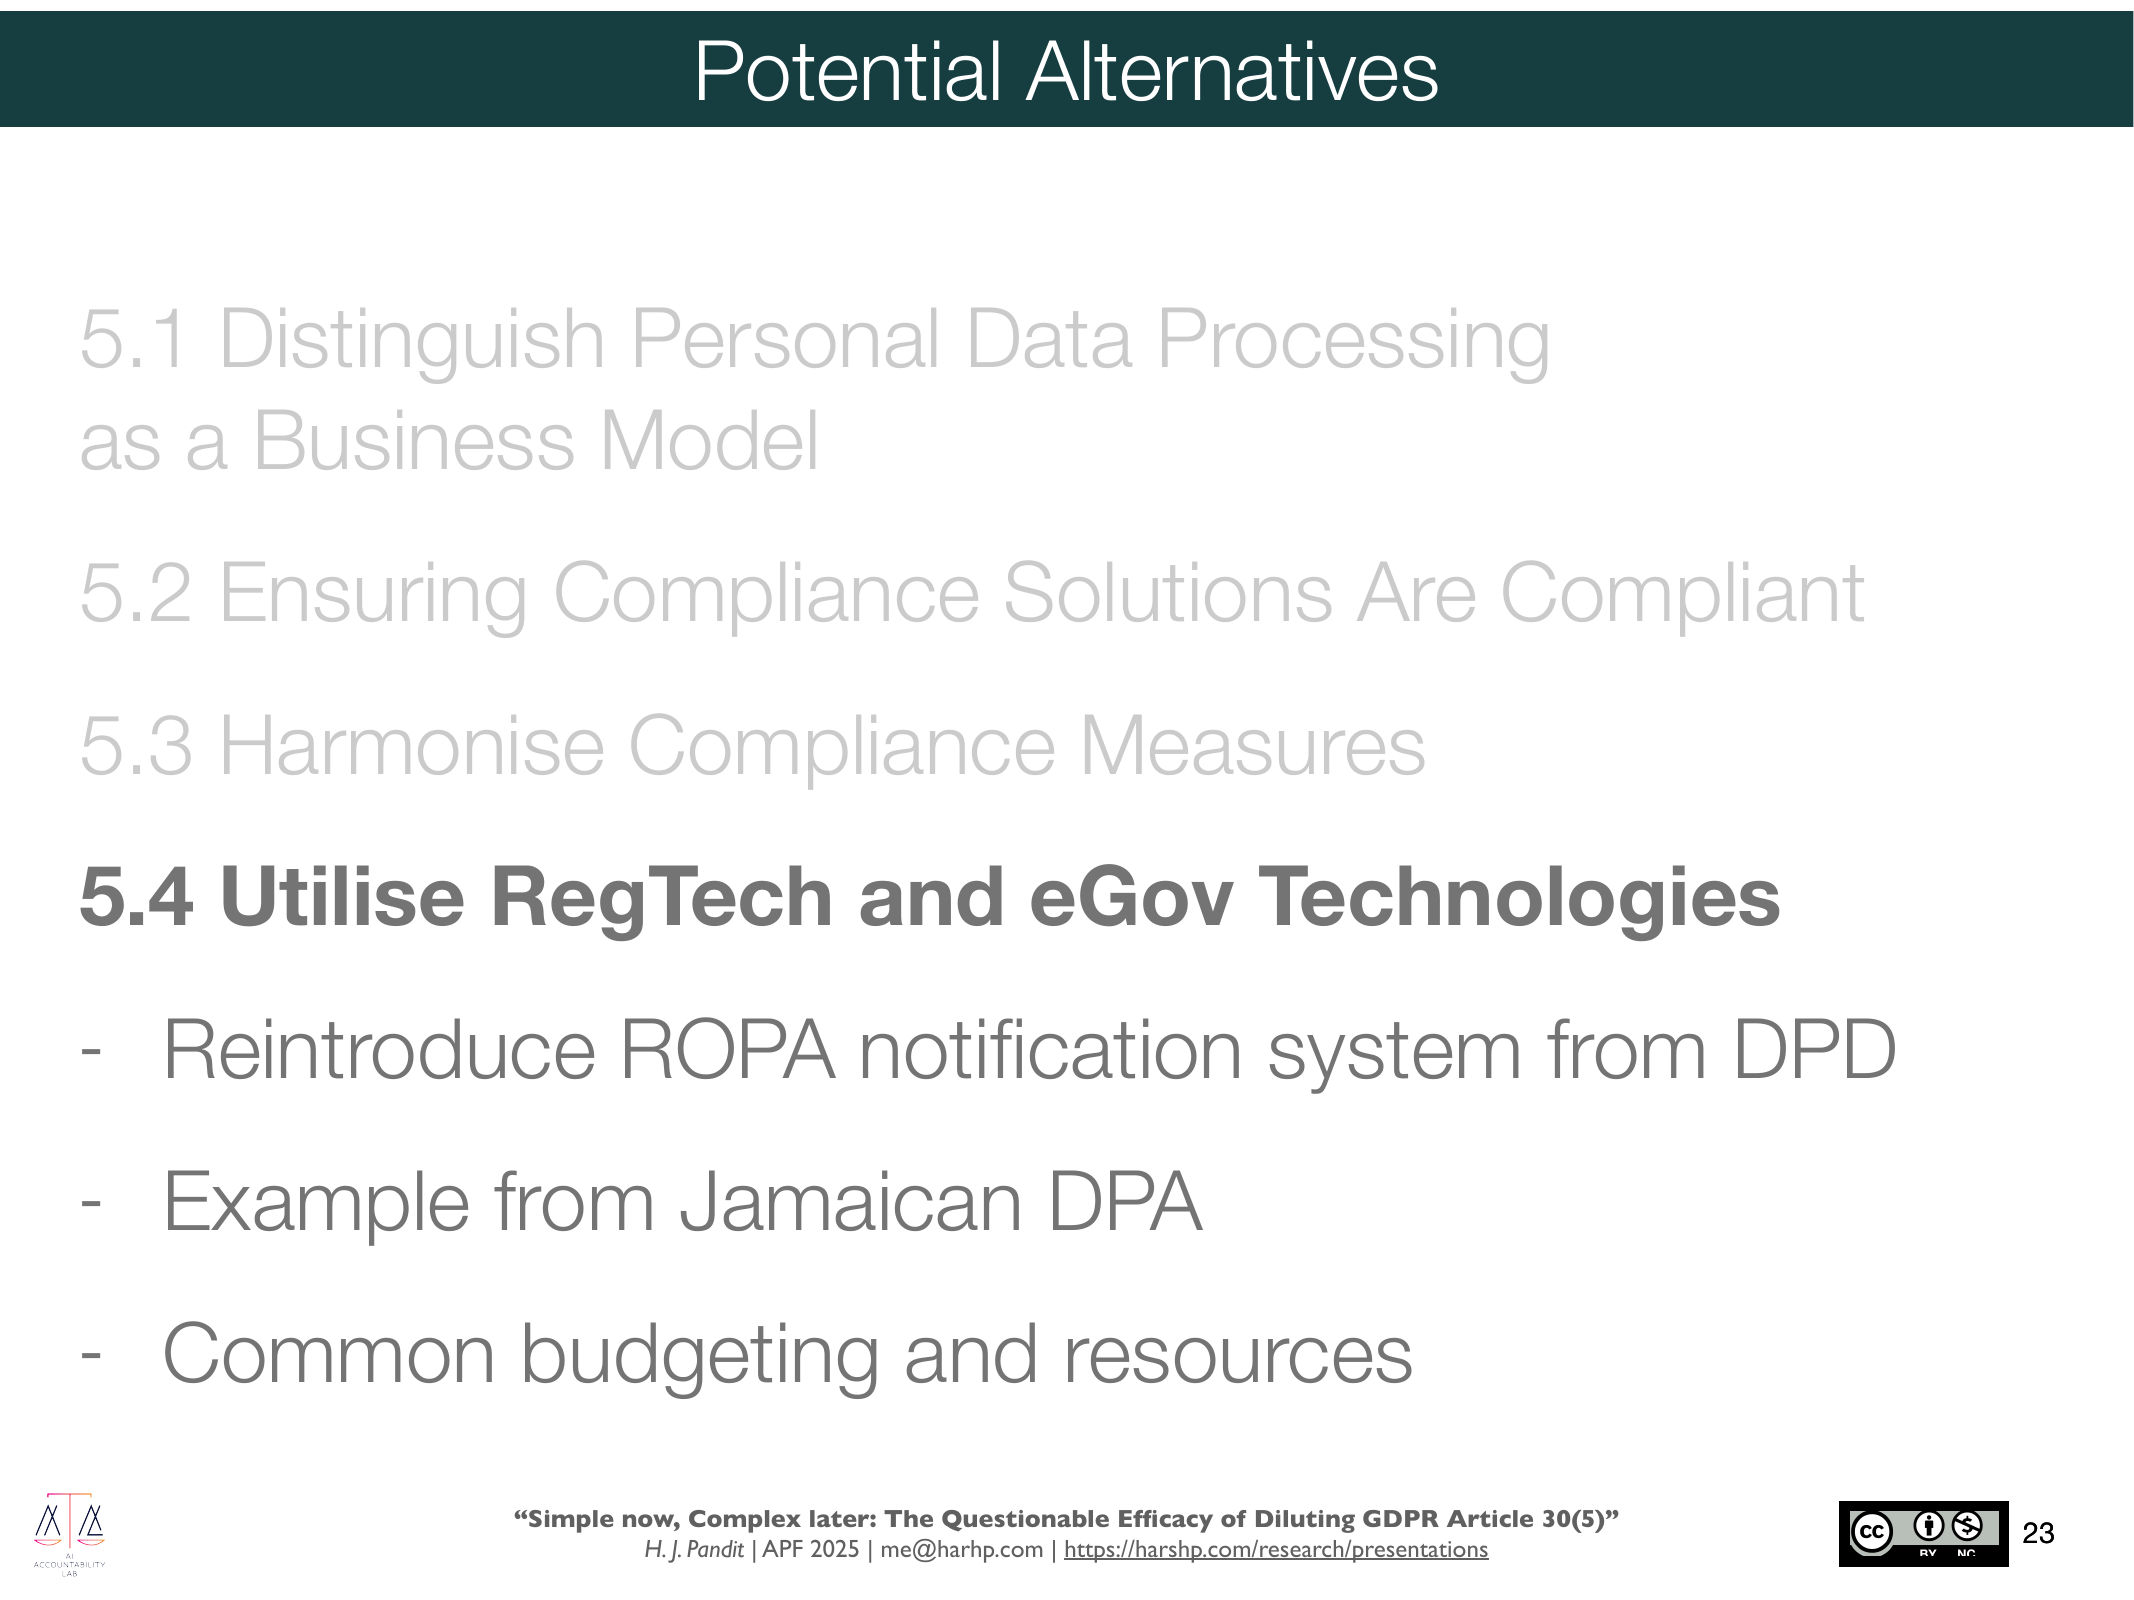 Potential Alternatives
5.1 Distinguish Personal Data Processing
as a Business Model
5.2 Ensuring Compliance Solutions Are Compliant
5.3 Harmonise Compliance Measures
5.4 Utilise RegTech and eGov Technologies
- Reintroduce ROPA notification system from DPD
- Example from Jamaican DPA
- Common budgeting and resources
AI
ACCOUNTABILITY
LAB
“Simple now, Complex later: The Questionable Efficacy of Diluting GDPR Article 30(5)”
H. J. Pandit | APF 2025 | me@harhp.com | https://harshp.com/research/presentations
cc
BY NC
23